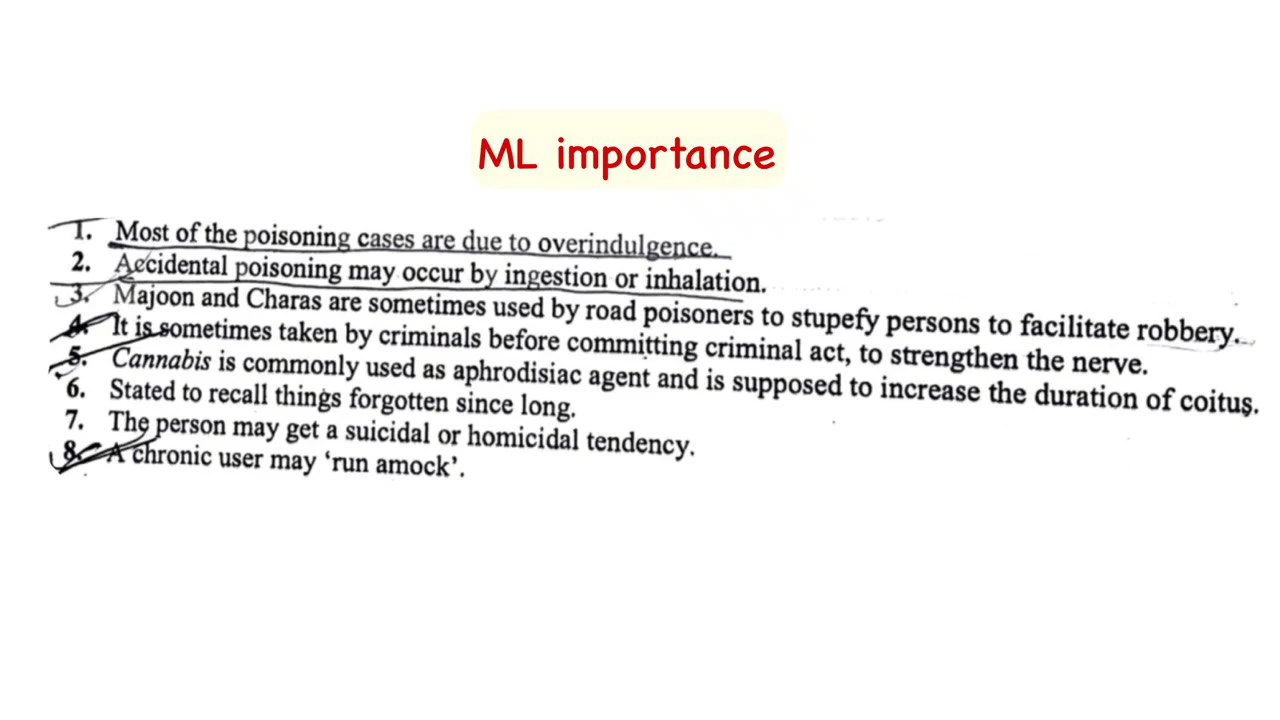 ML importance
1. Most of the poisoning cases are due to overindulgence.
2. Accidental poisoning may occur by ingestion or inhalation.
3. Majoon and Charas are sometimes used by road poisoners to stupefy persons to facilitate robbery.
4. It is sometimes taken by criminals before committing criminal act, to strengthen the nerve.
5. Cannabis is commonly used as aphrodisiac agent and is supposed to increase the duration of coitus.
6. Stated to recall things forgotten since long.
7. The person may get a suicidal or homicidal tendency.
8. A chronic user may ‘run amock’.